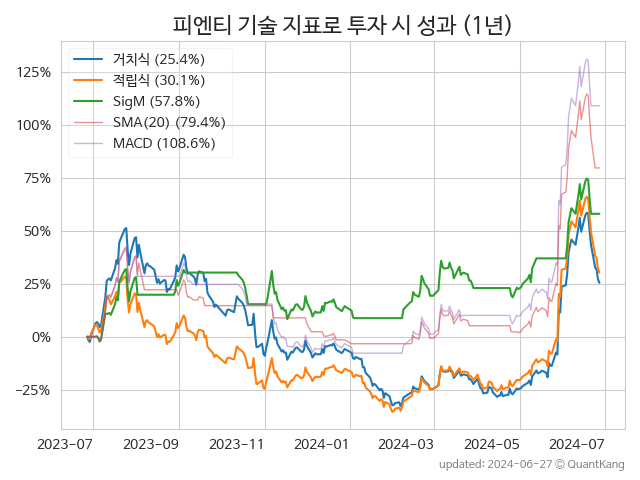 피엔티 기술 지표로 투자 시 성과 (1년)
거치식 (25.4%)
적립식 (30.1%)
SigM (57.8%)
SMA(20) (79.4%)
MACD (108.6%)
125%
100%
75%
50%
25%
0%
−25%
2023-07 2023-09 2023-11 2024-01 2024-03 2024-05 2024-07
updated: 2024-06-27 © QuantKang